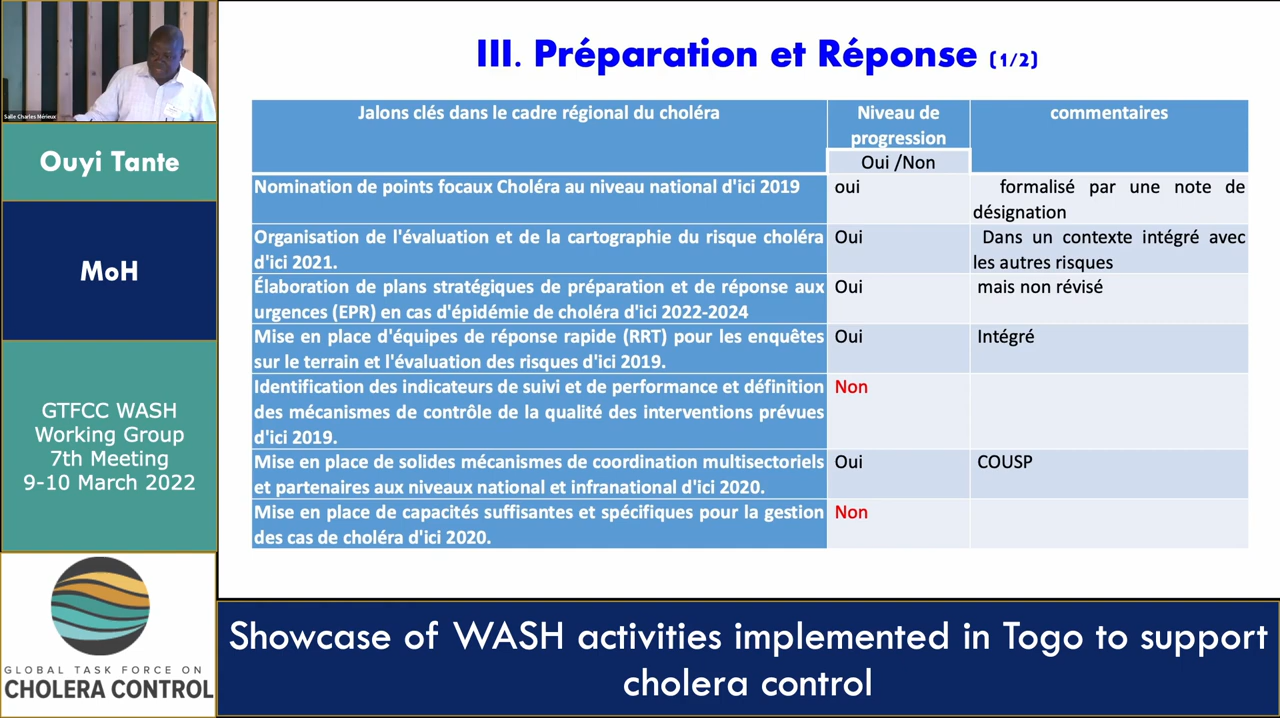 Salle Charles Mérieux
Ouyi Tante
MoH
GTFCC WASH
Working Group
7th Meeting
9-10 March 2022
GLOBAL TASK FORCE ON
CHOLERA CONTROL
III. Préparation et Réponse (1/2)
Jalons clés dans le cadre régional du choléra
Niveau de
progression
Oui /Non
commentaires
Nomination de points focaux Choléra au niveau national d'ici 2019
oui
formalisé par une note de
désignation
Organisation de l'évaluation et de la cartographie du risque choléra
d'ici 2021.
Oui
Dans un contexte intégré avec
les autres risques
Élaboration de plans stratégiques de préparation et de réponse aux
urgences (EPR) en cas d'épidémie de choléra d'ici 2022-2024
Oui
mais non révisé
Mise en place d'équipes de réponse rapide (RRT) pour les enquêtes
sur le terrain et l'évaluation des risques d'ici 2019.
Oui
Intégré
Identification des indicateurs de suivi et de performance et définition
des mécanismes de contrôle de la qualité des interventions prévues
d'ici 2019.
Non
Mise en place de solides mécanismes de coordination multisectoriels
et partenaires aux niveaux national et infranational d'ici 2020.
Oui
COUSP
Mise en place de capacités suffisantes et spécifiques pour la gestion
des cas de choléra d'ici 2020.
Non
Showcase of WASH activities implemented in Togo to support
cholera control